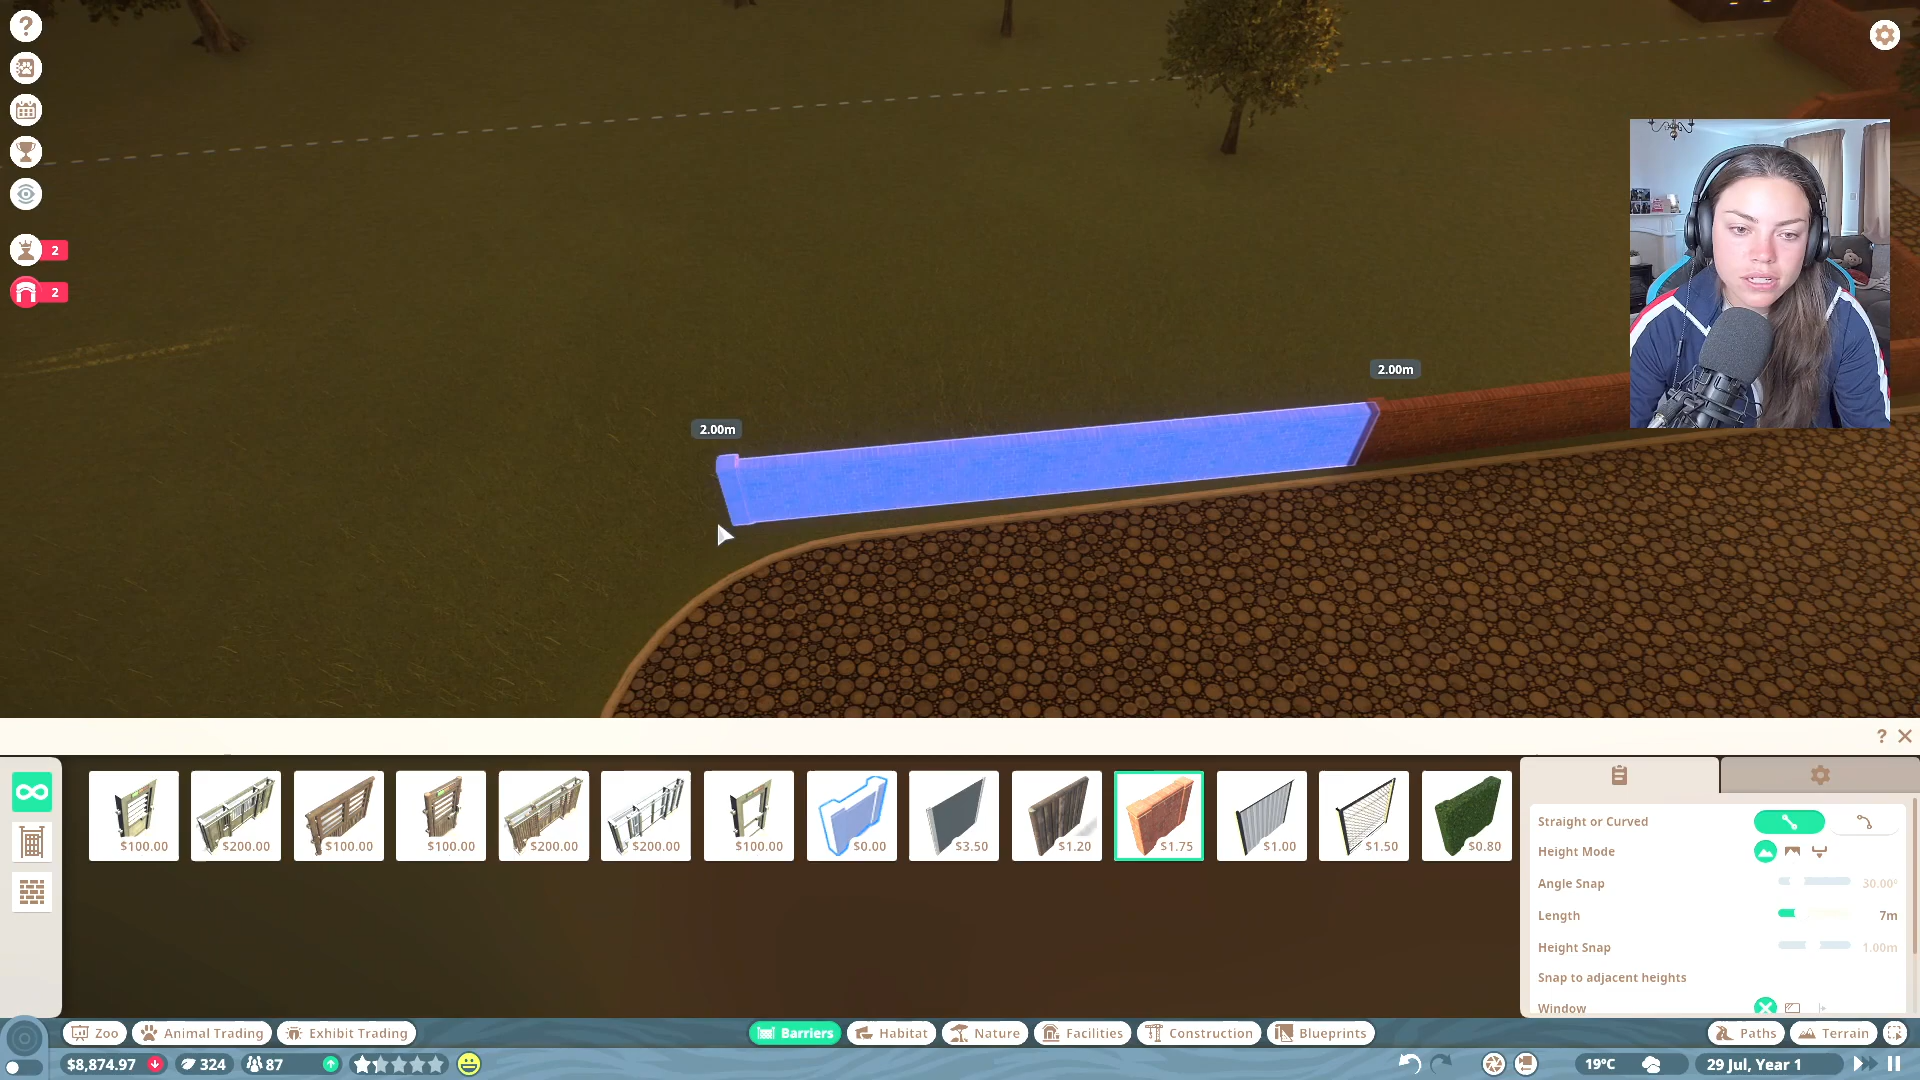 ?
2
2
2.00m
2.00m
?
$100.00
$200.00
$100.00
$100.00
$200.00
$200.00
$100.00
$0.00
$3.50
$1.20
$1.75
$1.00
$1.50
$0.80
Straight or Curved
Height Mode
Angle Snap
30.00°
Length
7m
Height Snap
1.00m
Snap to adjacent heights
Window
Zoo
Animal Trading
Exhibit Trading
Barriers
Habitat
Nature
Facilities
Construction
Blueprints
Paths
Terrain
$8,874.97
324
87
19°C
29 Jul, Year 1